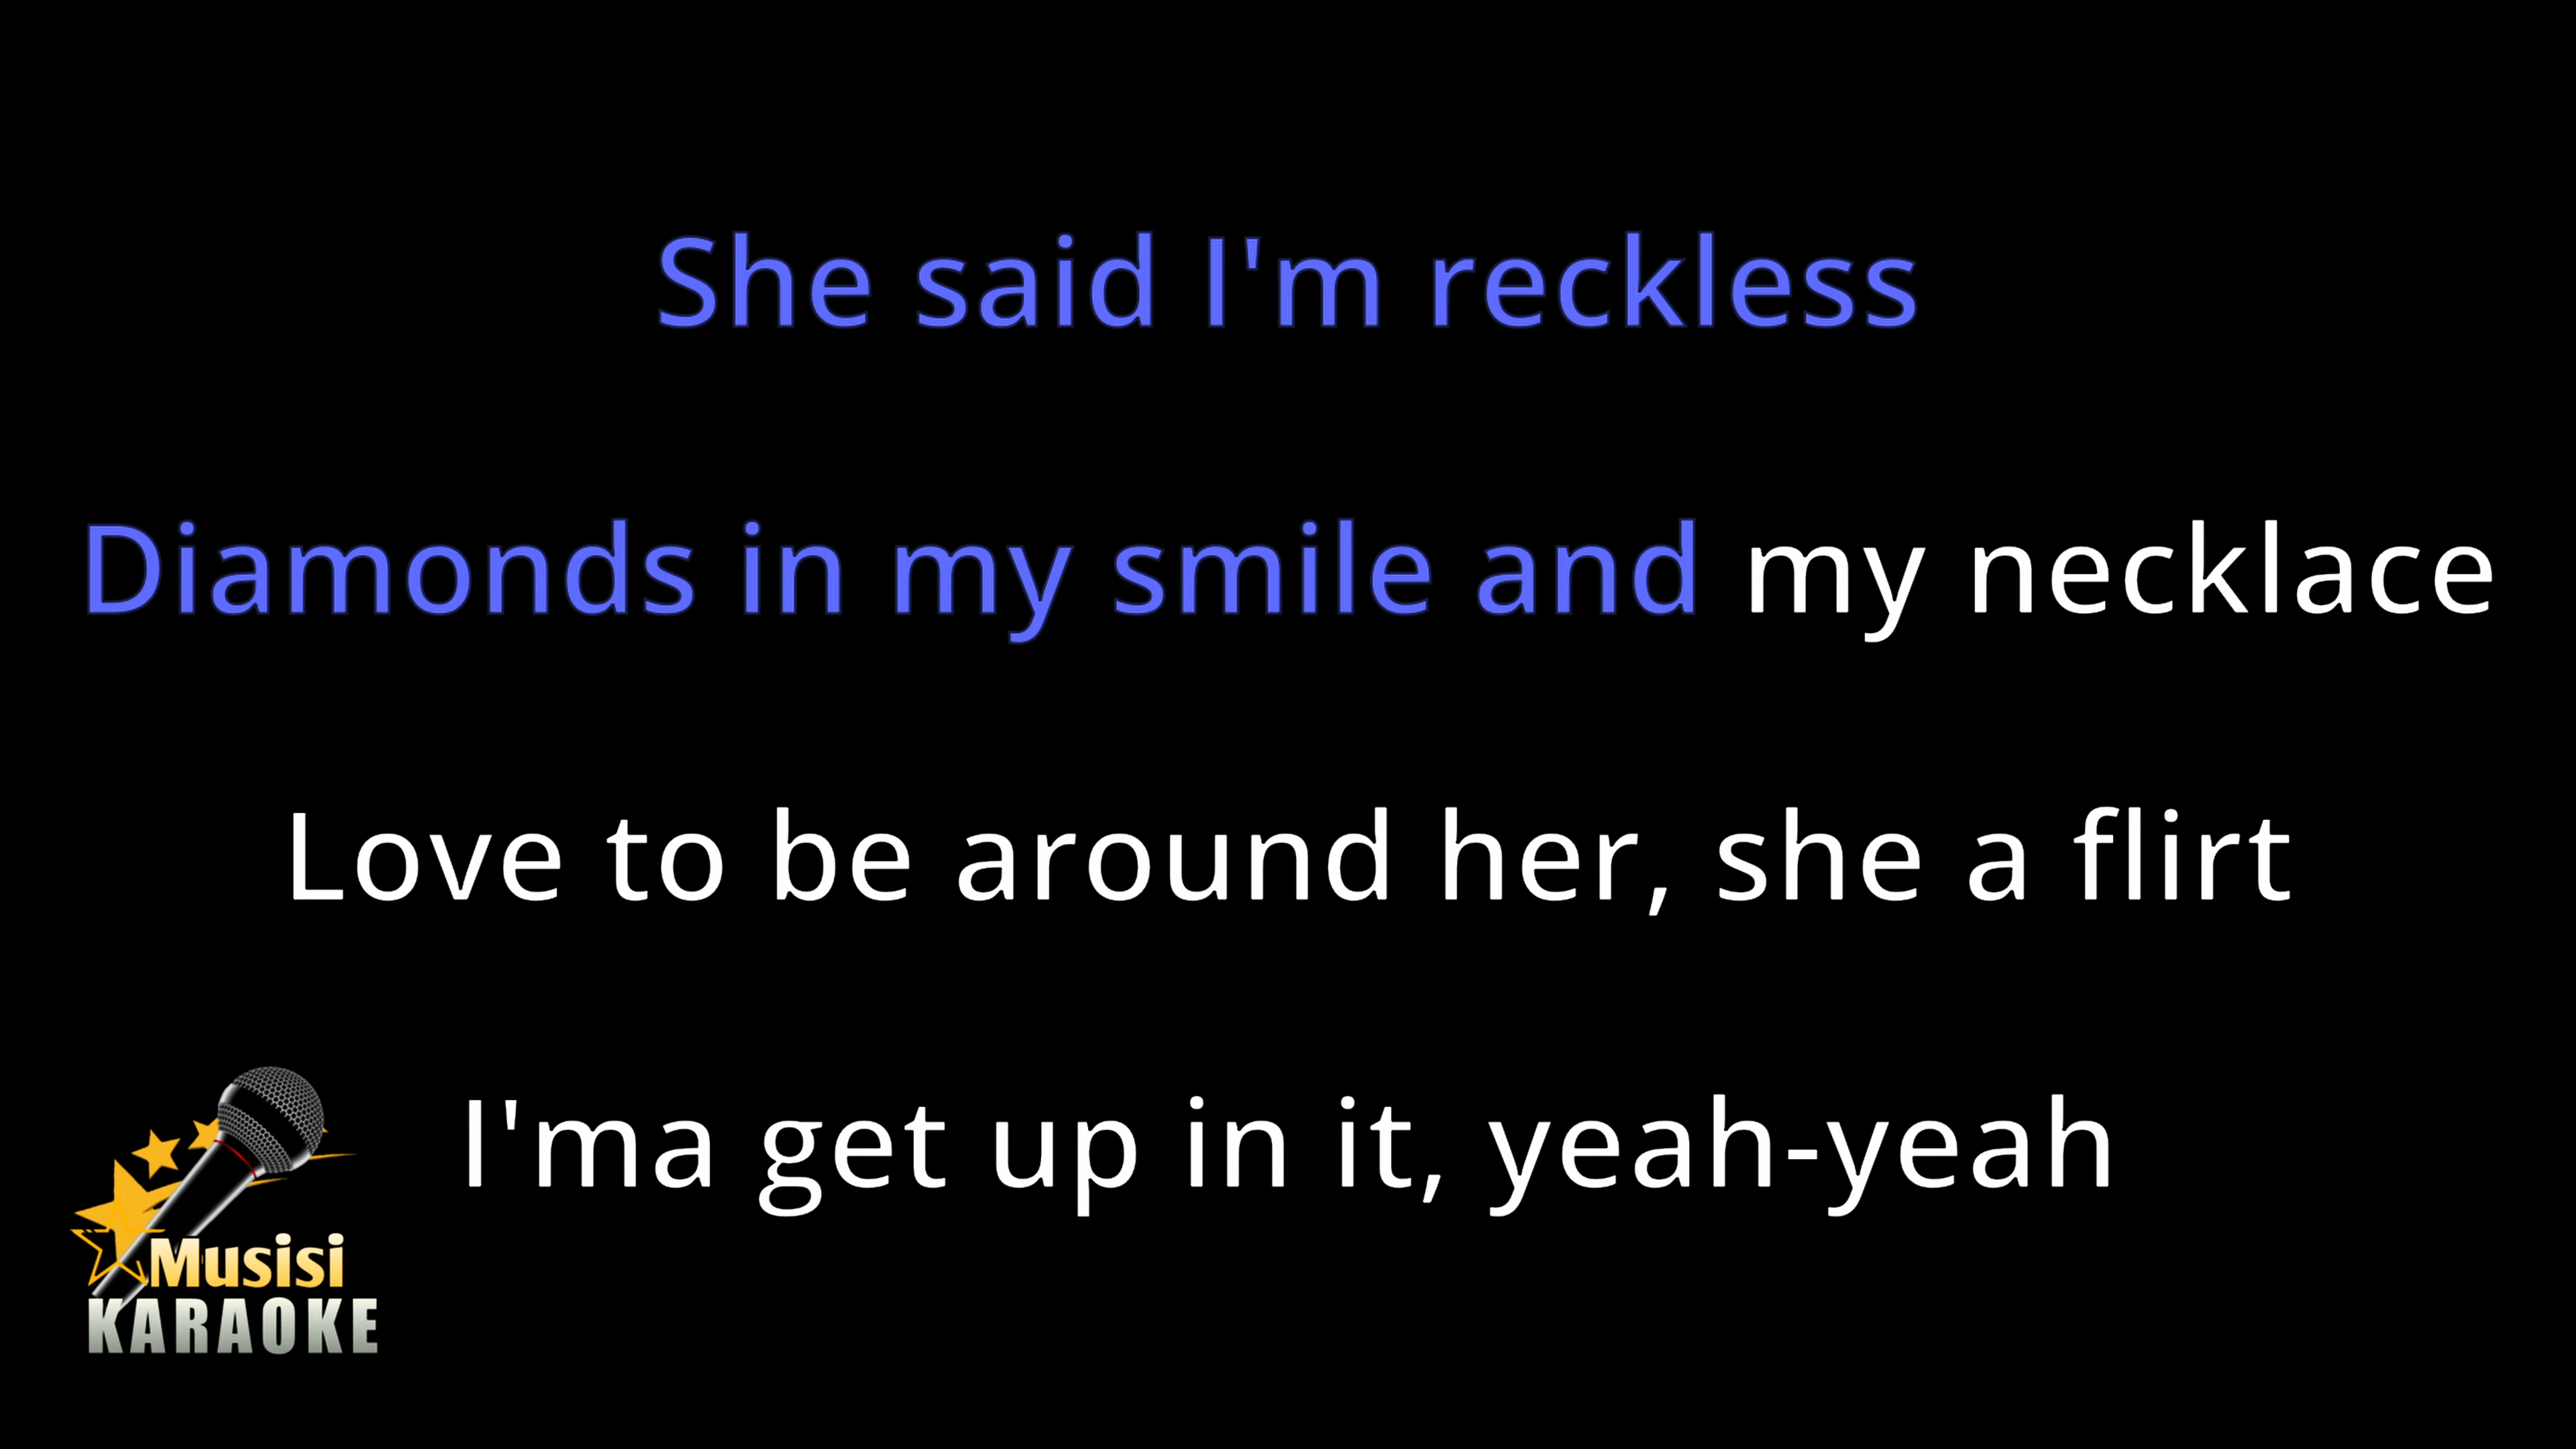 She said I'm reckless
Diamonds in my smile and my necklace
Love to be around her, she a flirt
I'ma get up in it, yeah-yeah
Musisi
KARAOKE